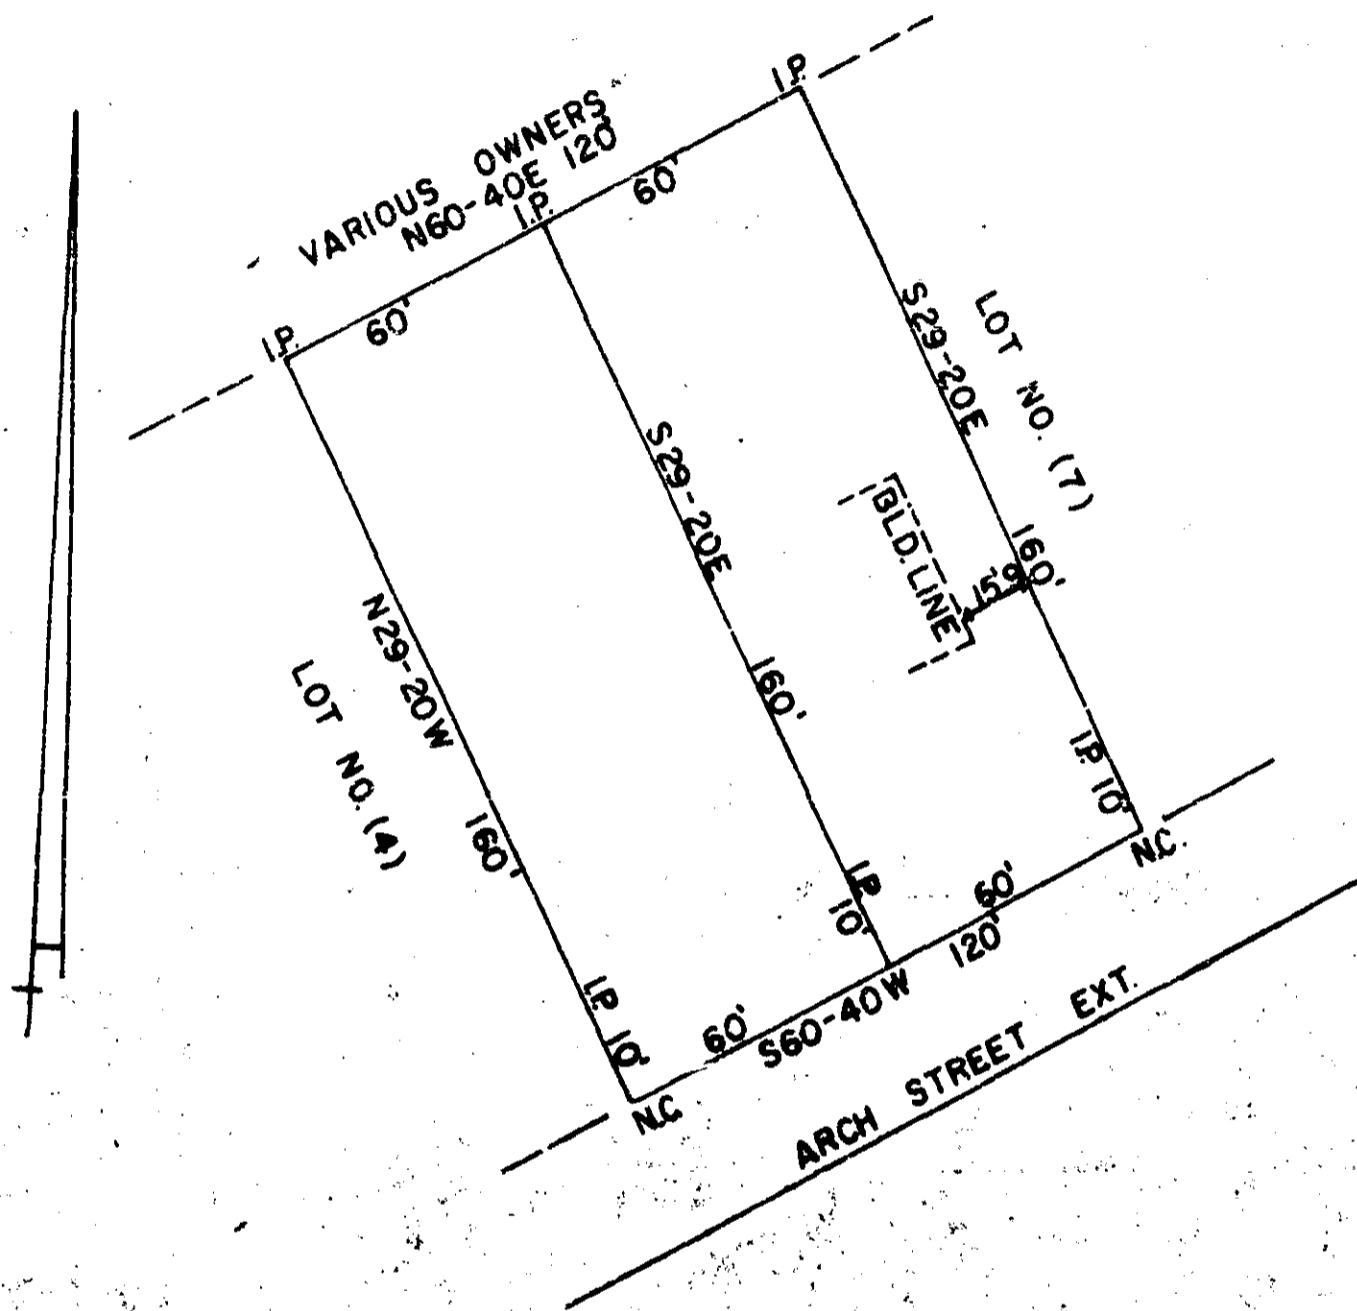 I.P.
VARIOUS OWNERS
N60-40E 120'
I.P.
60'
I.P.
60'
S29-20E
160'
LOT NO. (7)
S29-20E
160'
BLD. LINE
N29-20W
160'
LOT NO. (4)
I.P. 10'
N.C.
I.P.
10'
60'
120'
I.P. 10'
60'
S60-40W
N.C.
ARCH STREET EXT.